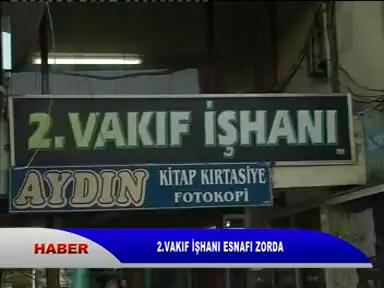 2.VAKIF İŞHANI
AYDIN
KİTAP KIRTASİYE
FOTOKOPİ
HABER
2.VAKIF İŞHANI ESNAFI ZORDA